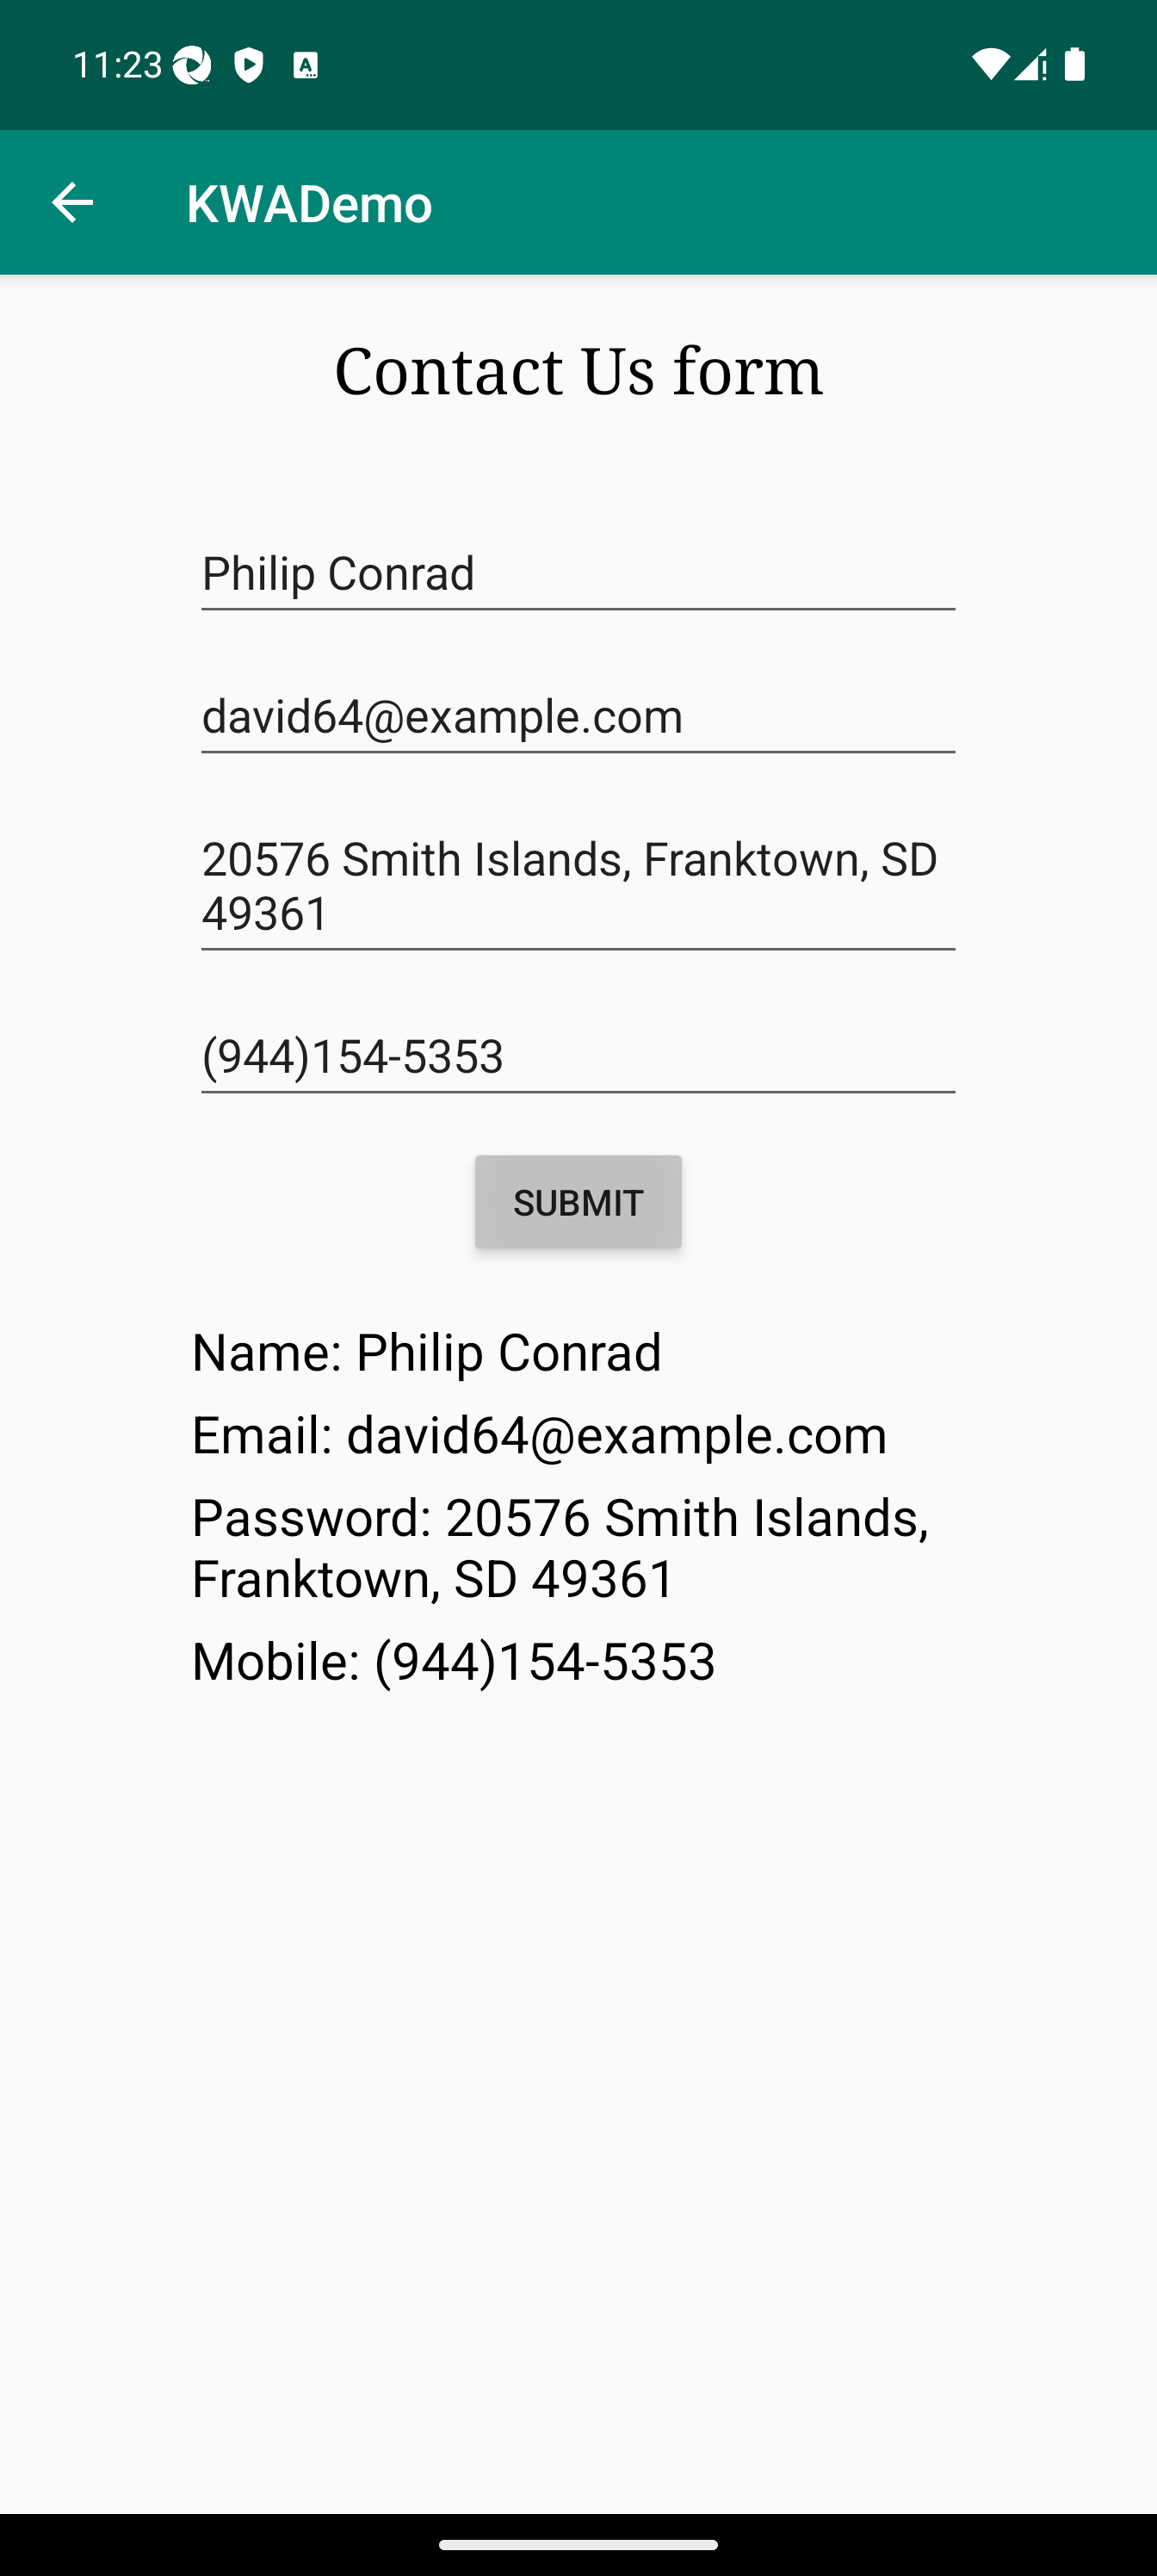 11:23
KWADemo
Contact Us form
Philip Conrad
david64@example.com
20576 Smith Islands, Franktown, SD
49361
(944)154-5353
SUBMIT
Name: Philip Conrad
Email: david64@example.com
Password: 20576 Smith Islands,
Franktown, SD 49361
Mobile: (944)154-5353